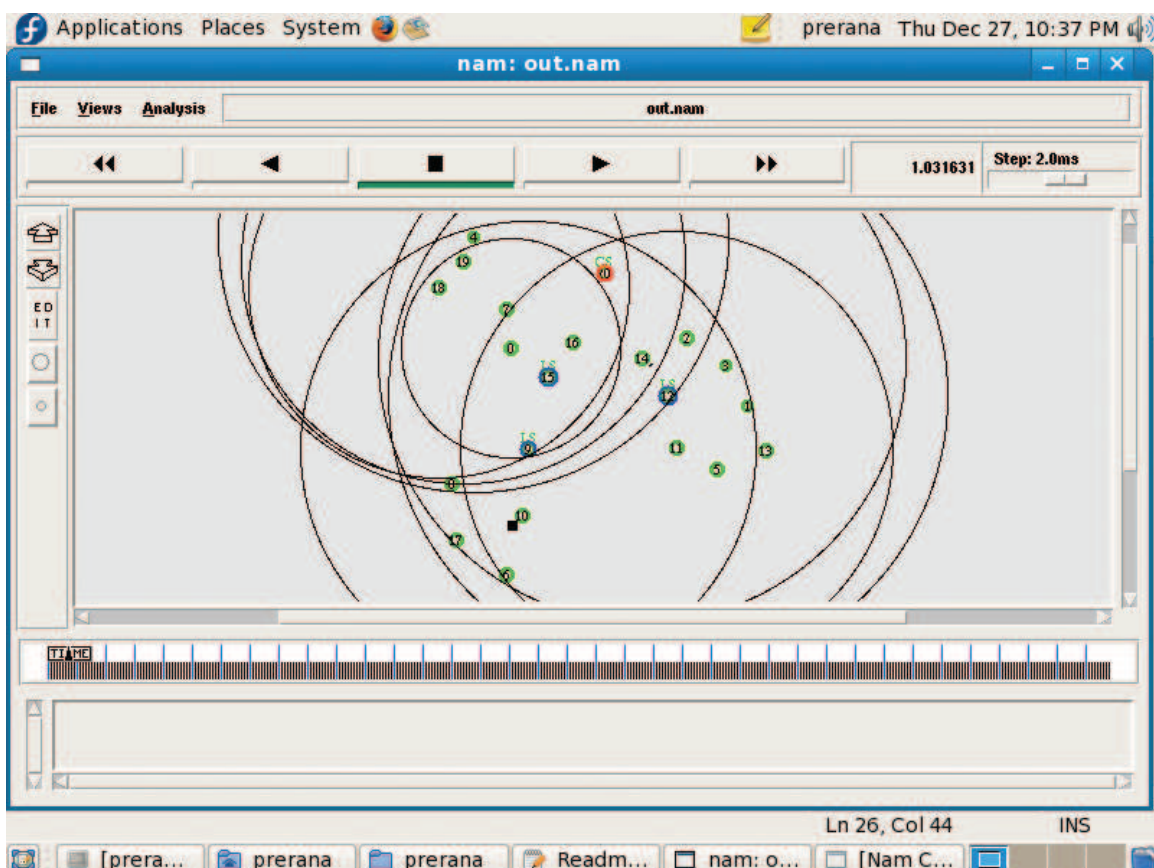 Applications Places System prerana Thu Dec 27, 10:37 PM
nam: out.nam
File Views Analysis out.nam
1.031631 Step: 2.0ms
4
19
CS
18
7
2
0 16
14
3
LS
15
LS
12
1
LS
9 11 13
5
10
17
6
ED
IT
TIME
Ln 26, Col 44 INS
[prera... prerana prerana Readm... nam: o... [Nam C...